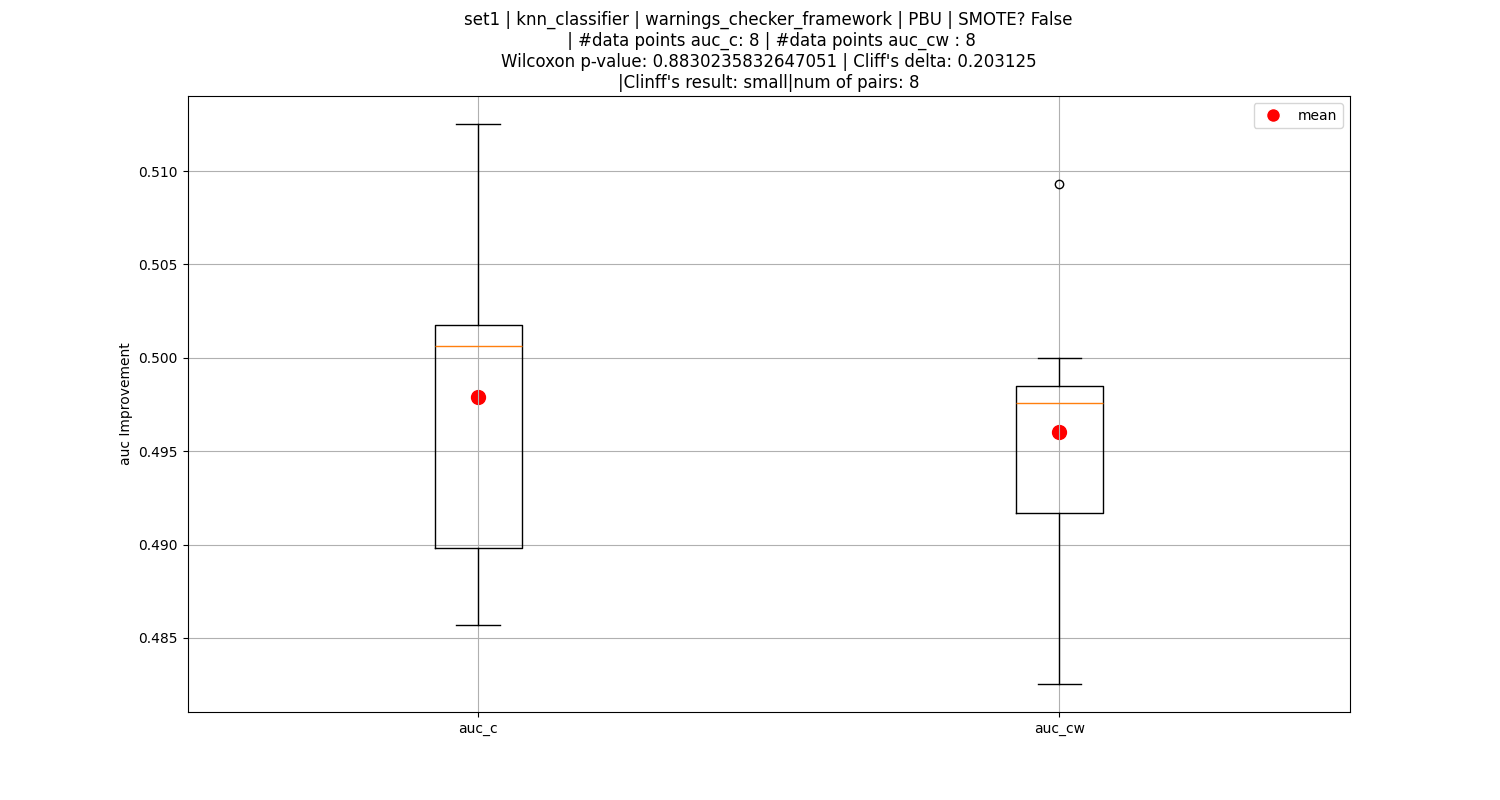 set1 | knn_classifier | warnings_checker_framework | PBU | SMOTE? False
| #data points auc_c: 8 | #data points auc_cw : 8
Wilcoxon p-value: 0.8830235832647051 | Cliff's delta: 0.203125
|Clinff's result: small|num of pairs: 8
mean
0.510
0.505
0.500
0.495
0.490
0.485
auc Improvement
auc_c
auc_cw